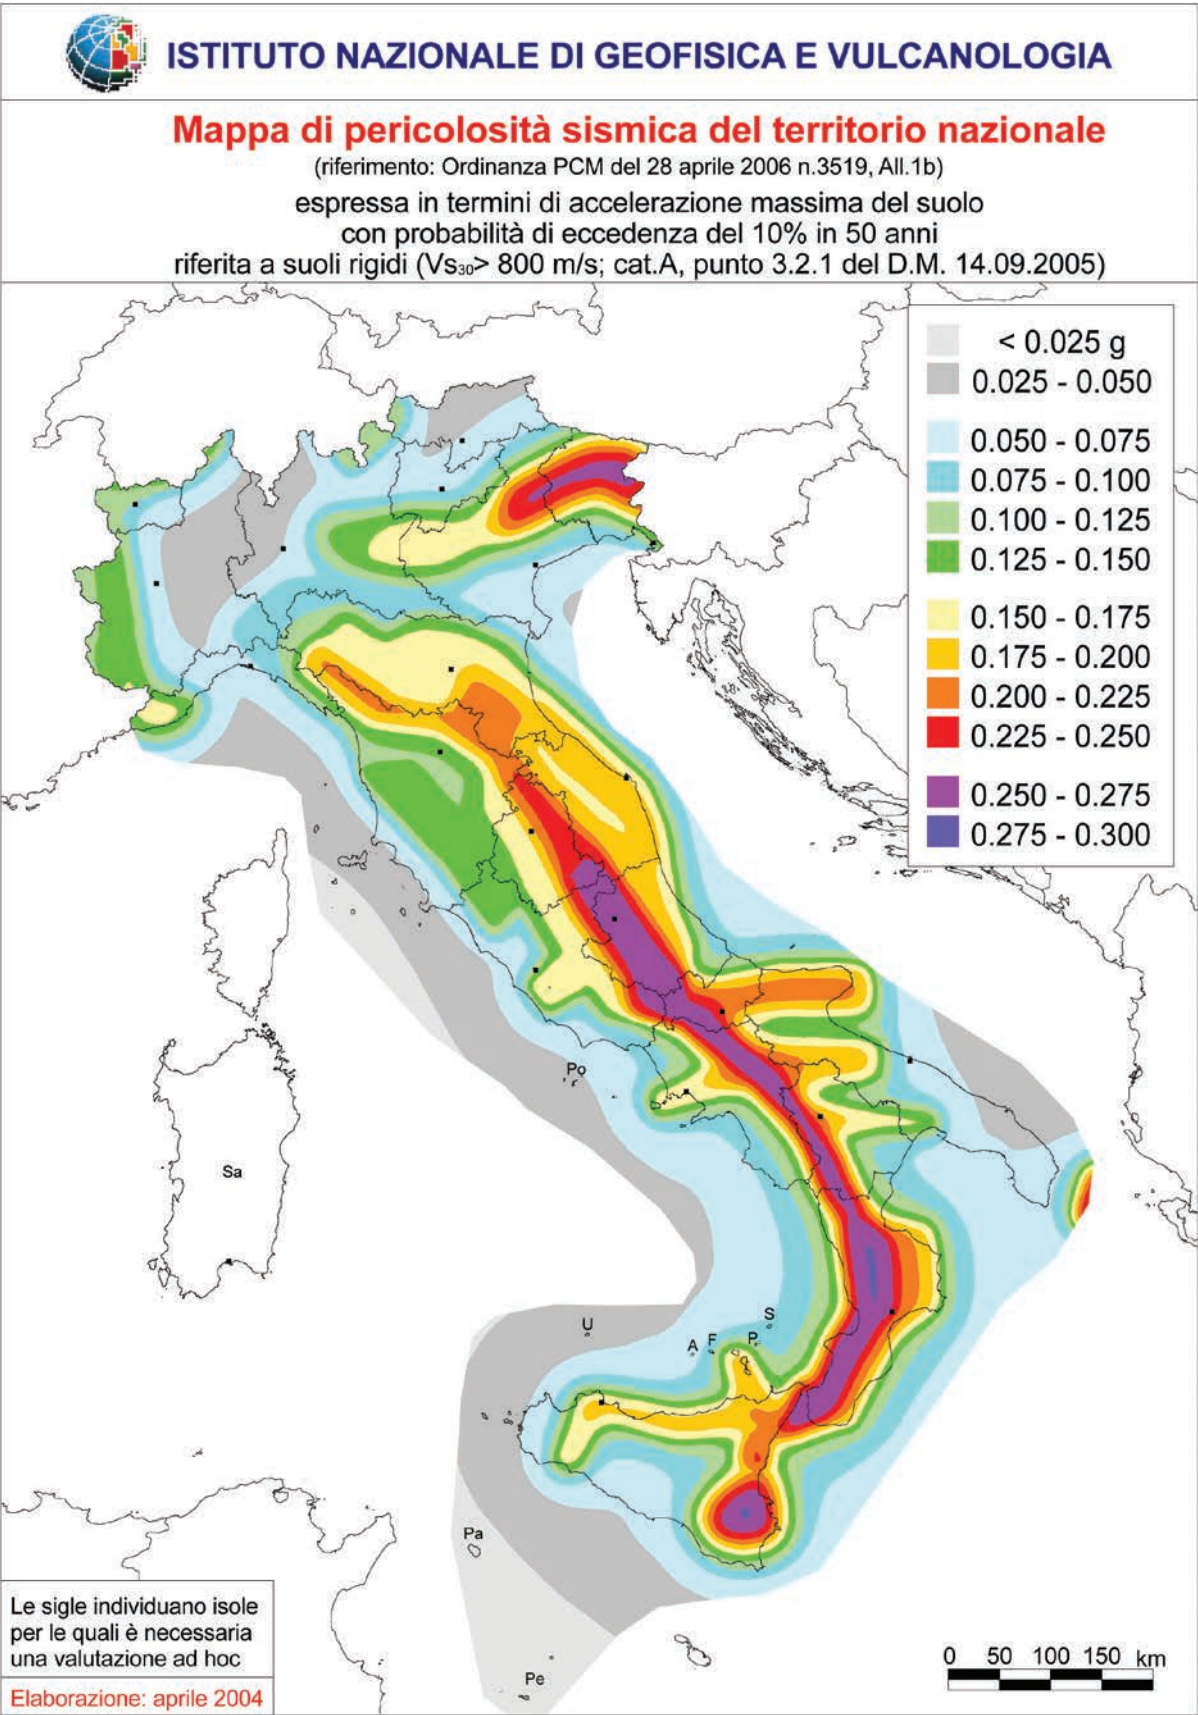 ISTITUTO NAZIONALE DI GEOFISICA E VULCANOLOGIA
Mappa di pericolosità sismica del territorio nazionale
(riferimento: Ordinanza PCM del 28 aprile 2006 n.3519, All.1b)
espressa in termini di accelerazione massima del suolo
con probabilità di eccedenza del 10% in 50 anni
riferita a suoli rigidi (Vs₃₀> 800 m/s; cat.A, punto 3.2.1 del D.M. 14.09.2005)
< 0.025 g
0.025 - 0.050
0.050 - 0.075
0.075 - 0.100
0.100 - 0.125
0.125 - 0.150
0.150 - 0.175
0.175 - 0.200
0.200 - 0.225
0.225 - 0.250
0.250 - 0.275
0.275 - 0.300
Po
Sa
S
U
A
F
P
Pa
Pe
Le sigle individuano isole
per le quali è necessaria
una valutazione ad hoc
Elaborazione: aprile 2004
0 50 100 150 km